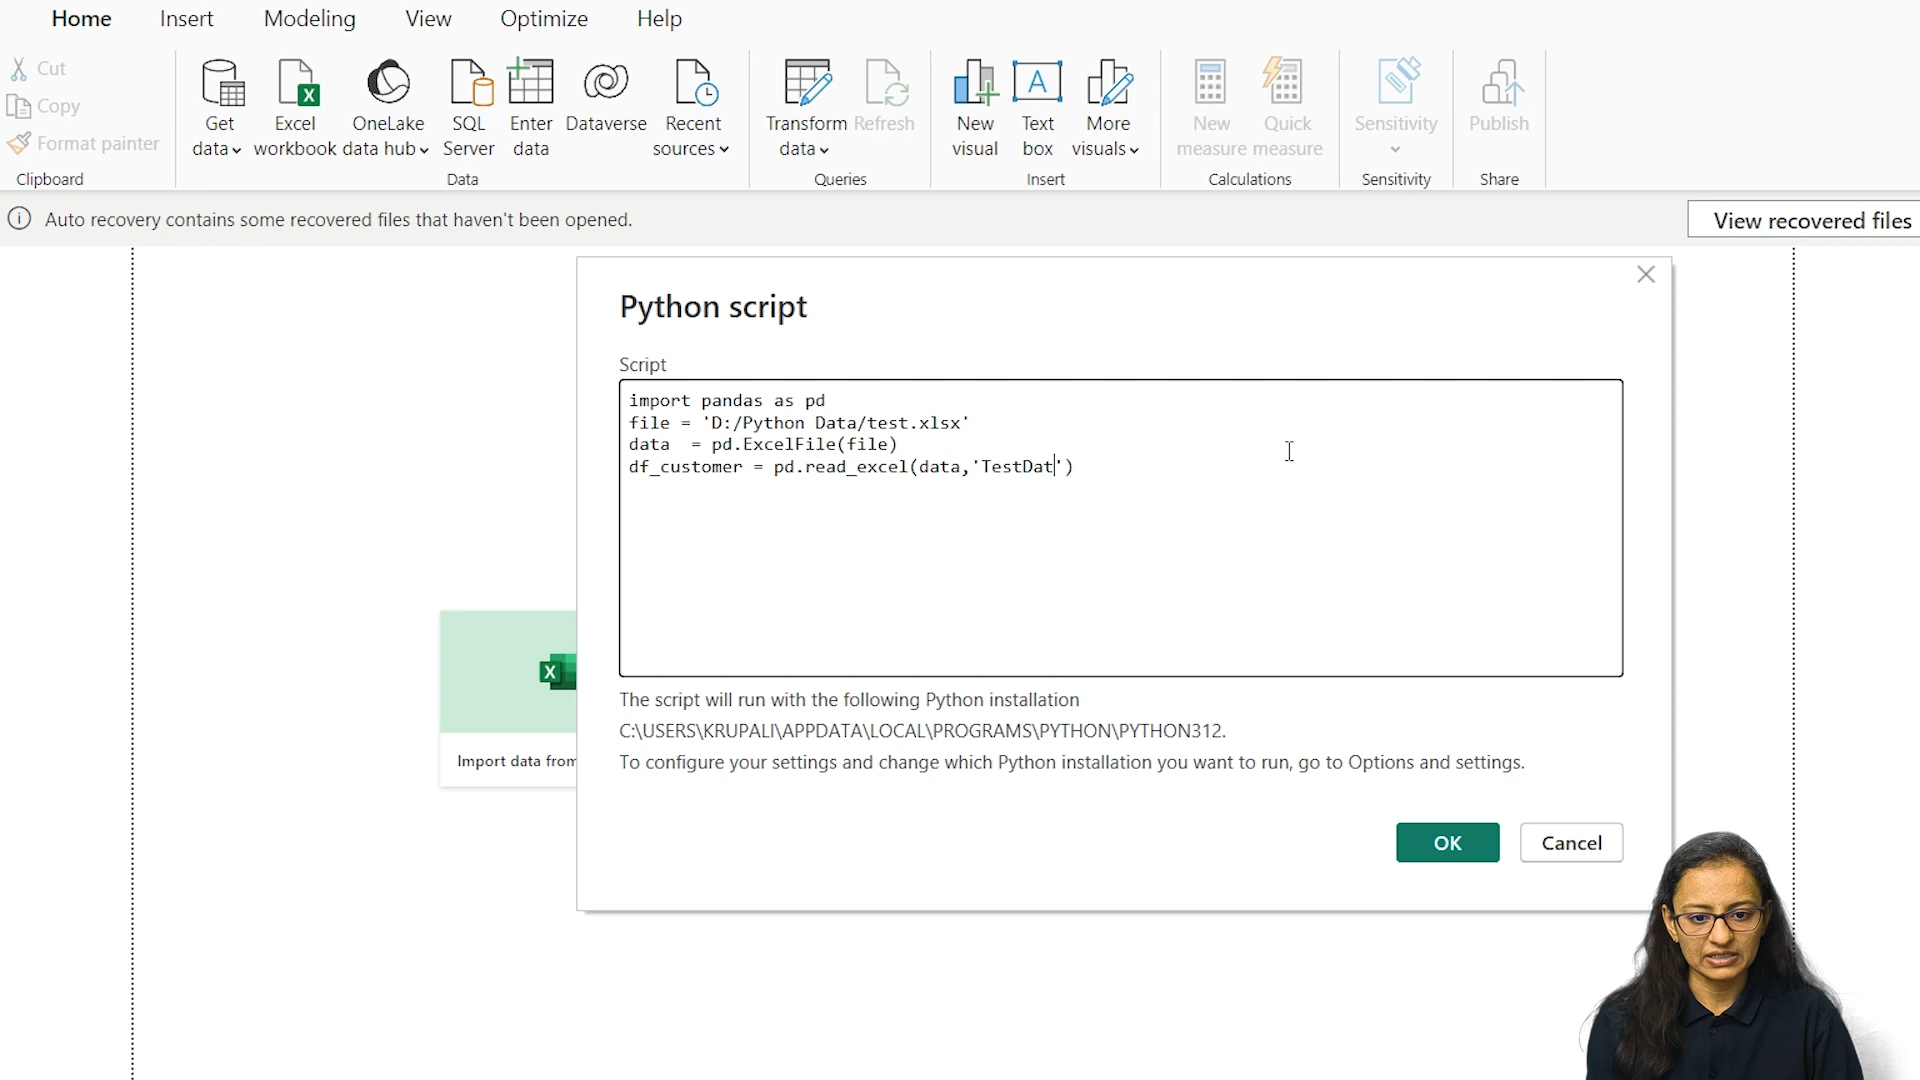 Home Insert Modeling View Optimize Help
Cut
Copy
Format painter
Clipboard
Get data
Excel workbook
OneLake data hub
SQL Server
Enter data
Dataverse
Recent sources
Data
Transform data
Refresh
Queries
New visual
Text box
More visuals
Insert
New measure
Quick measure
Calculations
Sensitivity
Sensitivity
Publish
Share
Auto recovery contains some recovered files that haven't been opened.
View recovered files
Python script
Script
import pandas as pd
file = 'D:/Python Data/test.xlsx'
data  = pd.ExcelFile(file)
df_customer = pd.read_excel(data,'TestDat')
The script will run with the following Python installation
C:\USERS\KRUPALI\APPDATA\LOCAL\PROGRAMS\PYTHON\PYTHON312.
To configure your settings and change which Python installation you want to run, go to Options and settings.
OK
Cancel
X
Import data from